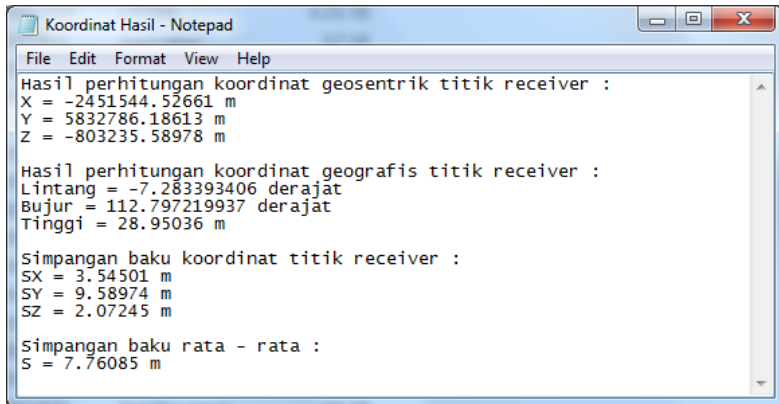 Koordinat Hasil - Notepad
File Edit Format View Help
Hasil perhitungan koordinat geosentrik titik receiver :
X = -2451544.52661 m
Y = 5832786.18613 m
Z = -803235.58978 m
Hasil perhitungan koordinat geografis titik receiver :
Lintang = -7.283393406 derajat
Bujur = 112.797219937 derajat
Tinggi = 28.95036 m
Simpangan baku koordinat titik receiver :
SX = 3.54501 m
SY = 9.58974 m
SZ = 2.07245 m
Simpangan baku rata - rata :
S = 7.76085 m